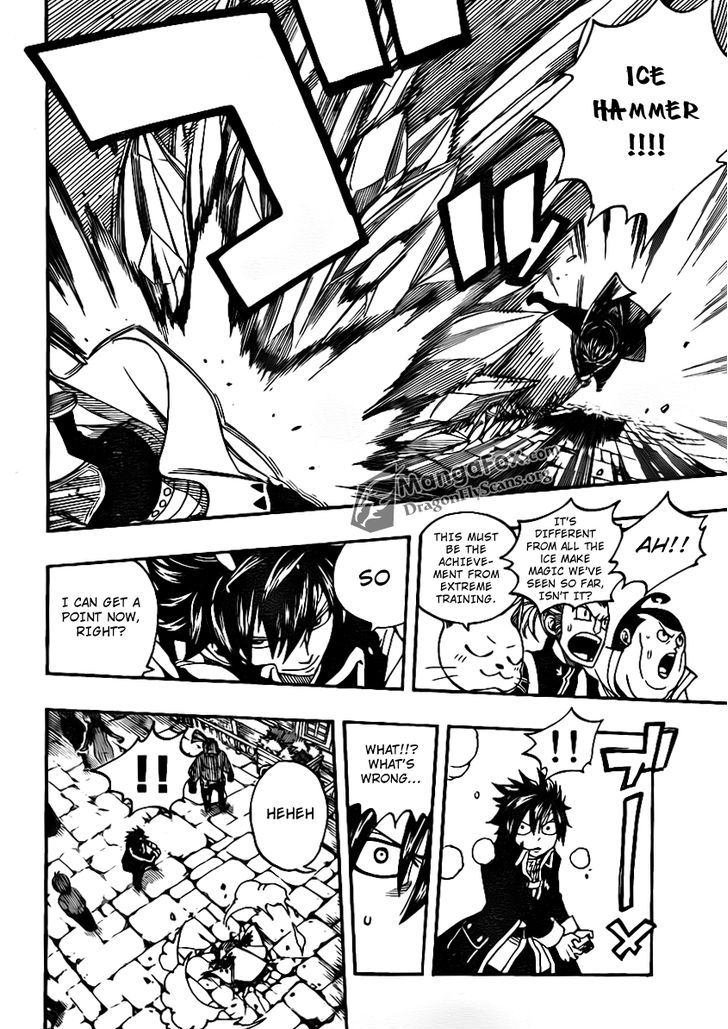 ICE
HAMMER
!!!!
MangaFox.com
DragonFlyScans.org
AH!!
IT'S
DIFFERENT
FROM ALL THE
ICE MAKE
MAGIC WE'VE
SEEN SO FAR,
ISN'T IT?
THIS MUST
BE THE
ACHIEVE-
MENT FROM
EXTREME
TRAINING.
SO
I CAN GET A
POINT NOW,
RIGHT?
!!
WHAT!!?
WHAT'S
WRONG...
HEHEH
!!